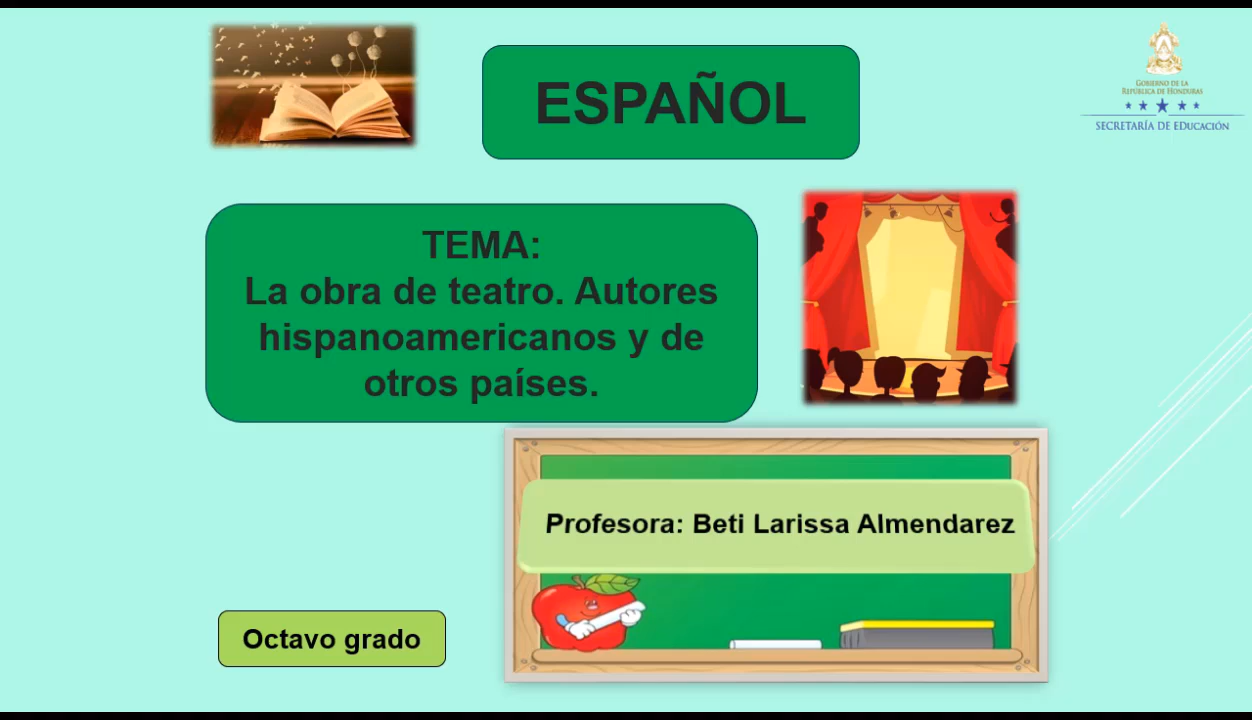 ESPAÑOL
GOBIERNO DE LA
REPÚBLICA DE HONDURAS
SECRETARÍA DE EDUCACIÓN
TEMA:
La obra de teatro. Autores
hispanoamericanos y de
otros países.
Profesora: Beti Larissa Almendarez
Octavo grado